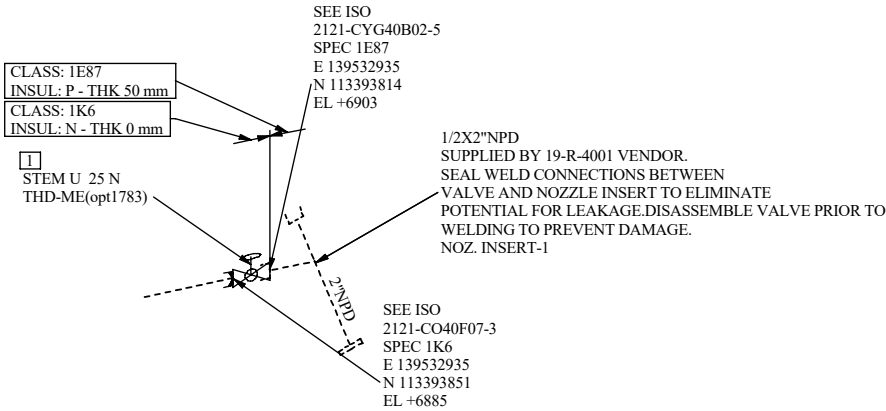 SEE ISO
2121-CYG40B02-5
SPEC 1E87
E 139532935
N 113393814
EL +6903
CLASS: 1E87
INSUL: P - THK 50 mm
CLASS: 1K6
INSUL: N - THK 0 mm
1
STEM U 25 N
THD-ME(opt1783)
1/2X2"NPD
SUPPLIED BY 19-R-4001 VENDOR.
SEAL WELD CONNECTIONS BETWEEN
VALVE AND NOZZLE INSERT TO ELIMINATE
POTENTIAL FOR LEAKAGE.DISASSEMBLE VALVE PRIOR TO
WELDING TO PREVENT DAMAGE.
NOZ. INSERT-1
2"NPD
SEE ISO
2121-CO40F07-3
SPEC 1K6
E 139532935
N 113393851
EL +6885